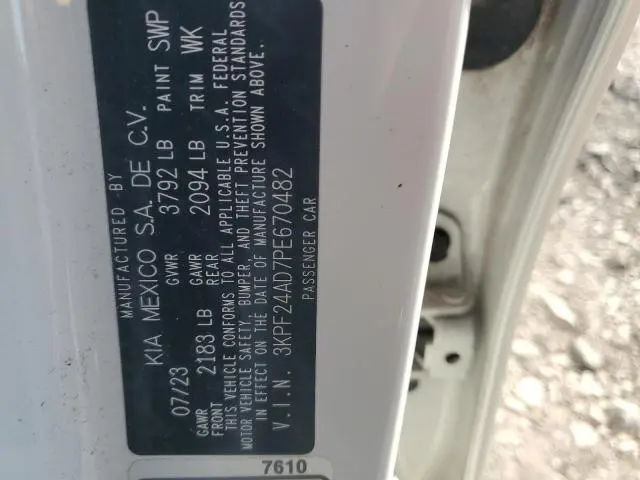 MANUFACTURED BY
KIA MEXICO S.A. DE C.V.
07/23 GVWR 3792 LB PAINT SWP
GAWR FRONT 2183 LB GAWR REAR 2094 LB TRIM WK
THIS VEHICLE CONFORMS TO ALL APPLICABLE U.S.A. FEDERAL
MOTOR VEHICLE SAFETY, BUMPER, AND THEFT PREVENTION STANDARDS
IN EFFECT ON THE DATE OF MANUFACTURE SHOWN ABOVE.
V.I.N. 3KPF24AD7PE670482
PASSENGER CAR
7610